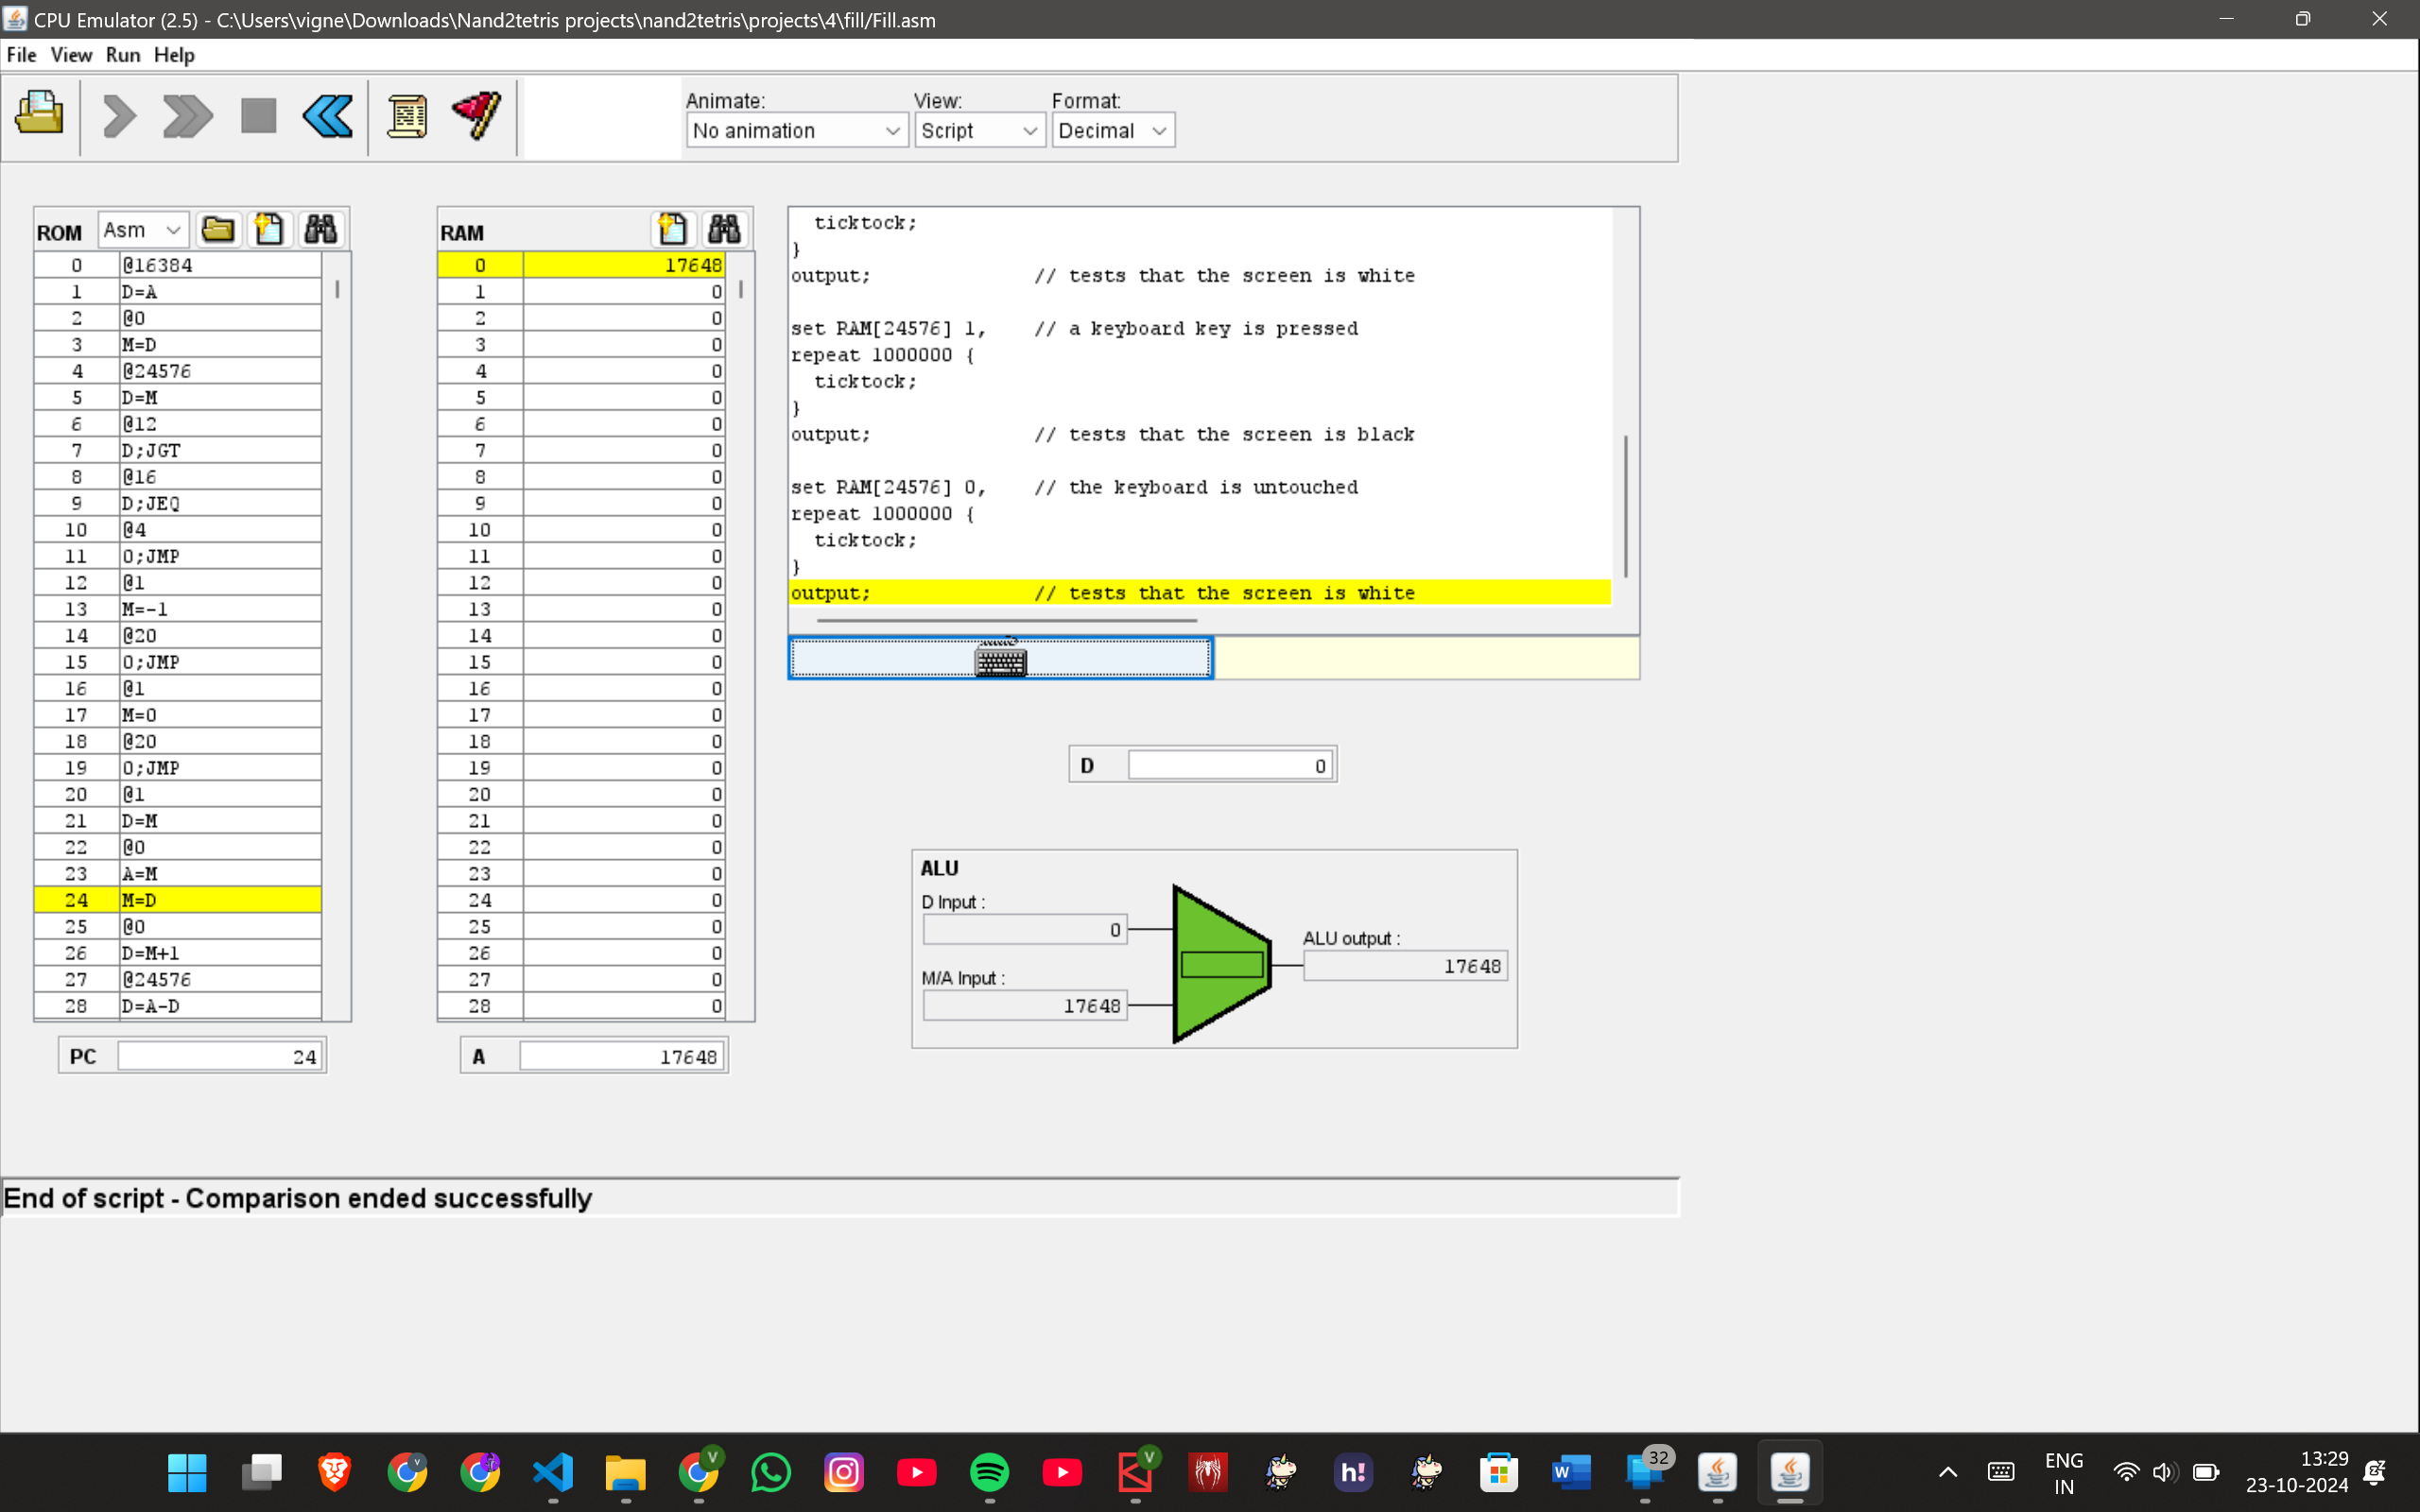 CPU Emulator (2.5) - C:\Users\vigne\Downloads\Nand2tetris projects\nand2tetris\projects\4\fill/Fill.asm
File View Run Help
Animate: View: Format:
No animation Script Decimal
ROM Asm
0 @16384
1 D=A
2 @0
3 M=D
4 @24576
5 D=M
6 @12
7 D;JGT
8 @16
9 D;JEQ
10 @4
11 0;JMP
12 @1
13 M=-1
14 @20
15 0;JMP
16 @1
17 M=0
18 @20
19 0;JMP
20 @1
21 D=M
22 @0
23 A=M
24 M=D
25 @0
26 D=M+1
27 @24576
28 D=A-D
PC 24
RAM
0 17648
1 0
2 0
3 0
4 0
5 0
6 0
7 0
8 0
9 0
10 0
11 0
12 0
13 0
14 0
15 0
16 0
17 0
18 0
19 0
20 0
21 0
22 0
23 0
24 0
25 0
26 0
27 0
28 0
A 17648
ticktock;
}
output; // tests that the screen is white
set RAM[24576] 1, // a keyboard key is pressed
repeat 1000000 {
ticktock;
}
output; // tests that the screen is black
set RAM[24576] 0, // the keyboard is untouched
repeat 1000000 {
ticktock;
}
output; // tests that the screen is white
D 0
ALU
D Input :
0
M/A Input :
17648
ALU output :
17648
End of script - Comparison ended successfully
V
V
V
h!
W
32
ENG
IN
13:29
23-10-2024